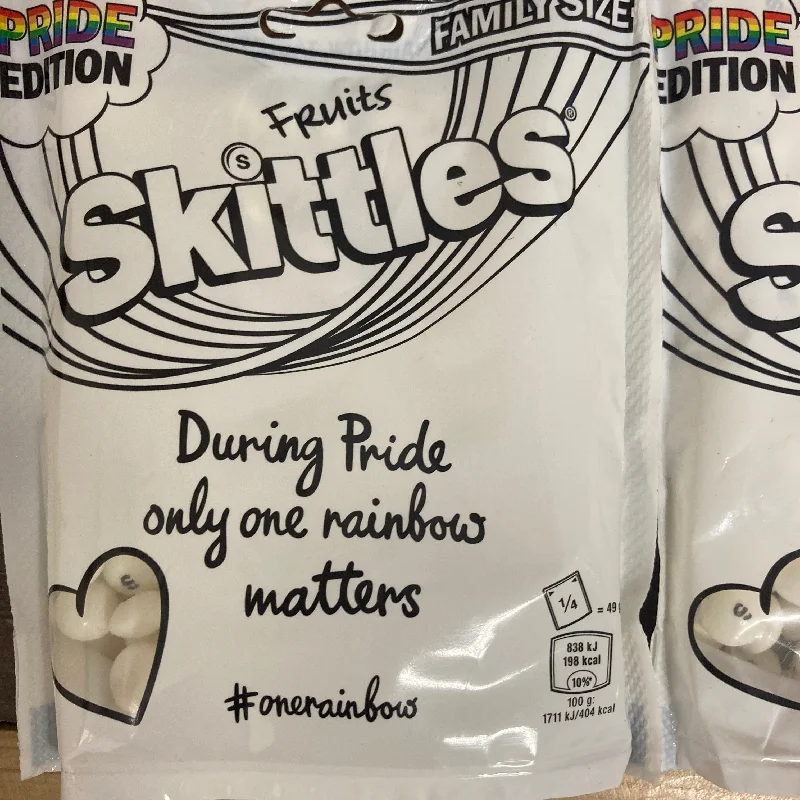 PRIDE
EDITION
FAMILY SIZE
Fruits
Skittles®
During Pride
only one rainbow
matters
#onerainbow
1/4 = 49
838 kJ
198 kcal
10%*
100 g:
1711 kJ/404 kcal
PRIDE
EDITION
S